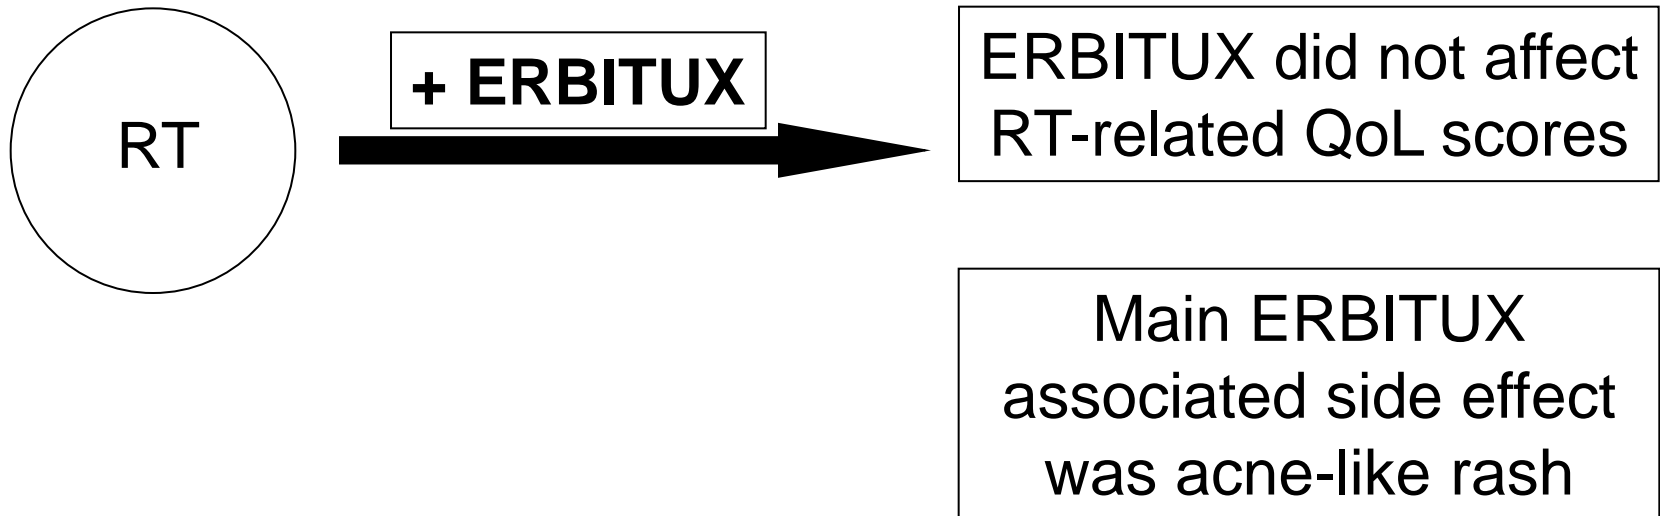 RT
+ ERBITUX
ERBITUX did not affect
RT-related QoL scores
Main ERBITUX
associated side effect
was acne-like rash